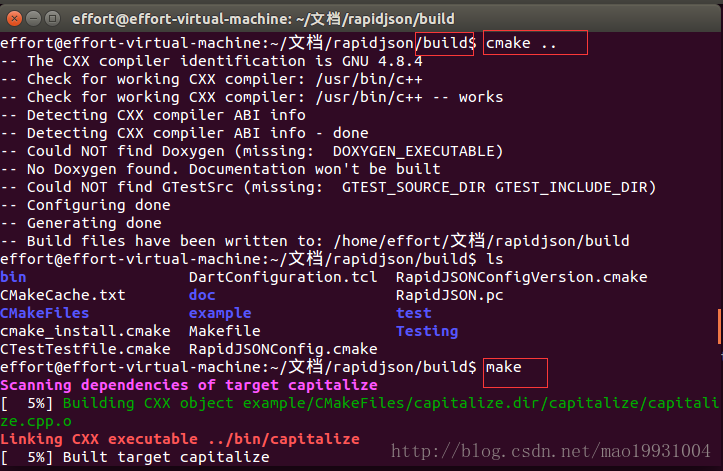 effort@effort-virtual-machine: ~/文档/rapidjson/build
effort@effort-virtual-machine:~/文档/rapidjson/build$ cmake ..
-- The CXX compiler identification is GNU 4.8.4
-- Check for working CXX compiler: /usr/bin/c++
-- Check for working CXX compiler: /usr/bin/c++ -- works
-- Detecting CXX compiler ABI info
-- Detecting CXX compiler ABI info - done
-- Could NOT find Doxygen (missing:  DOXYGEN_EXECUTABLE)
-- No Doxygen found. Documentation won't be built
-- Could NOT find GTestSrc (missing:  GTEST_SOURCE_DIR GTEST_INCLUDE_DIR)
-- Configuring done
-- Generating done
-- Build files have been written to: /home/effort/文档/rapidjson/build
effort@effort-virtual-machine:~/文档/rapidjson/build$ ls
bin                  DartConfiguration.tcl  RapidJSONConfigVersion.cmake
CMakeCache.txt       doc                    RapidJSON.pc
CMakeFiles           example                test
cmake_install.cmake  Makefile               Testing
CTestTestfile.cmake  RapidJSONConfig.cmake
effort@effort-virtual-machine:~/文档/rapidjson/build$ make
Scanning dependencies of target capitalize
[  5%] Building CXX object example/CMakeFiles/capitalize.dir/capitalize/capitali
ze.cpp.o
Linking CXX executable ../bin/capitalize
[  5%] Built target capitalize
http://blog.csdn.net/mao19931004